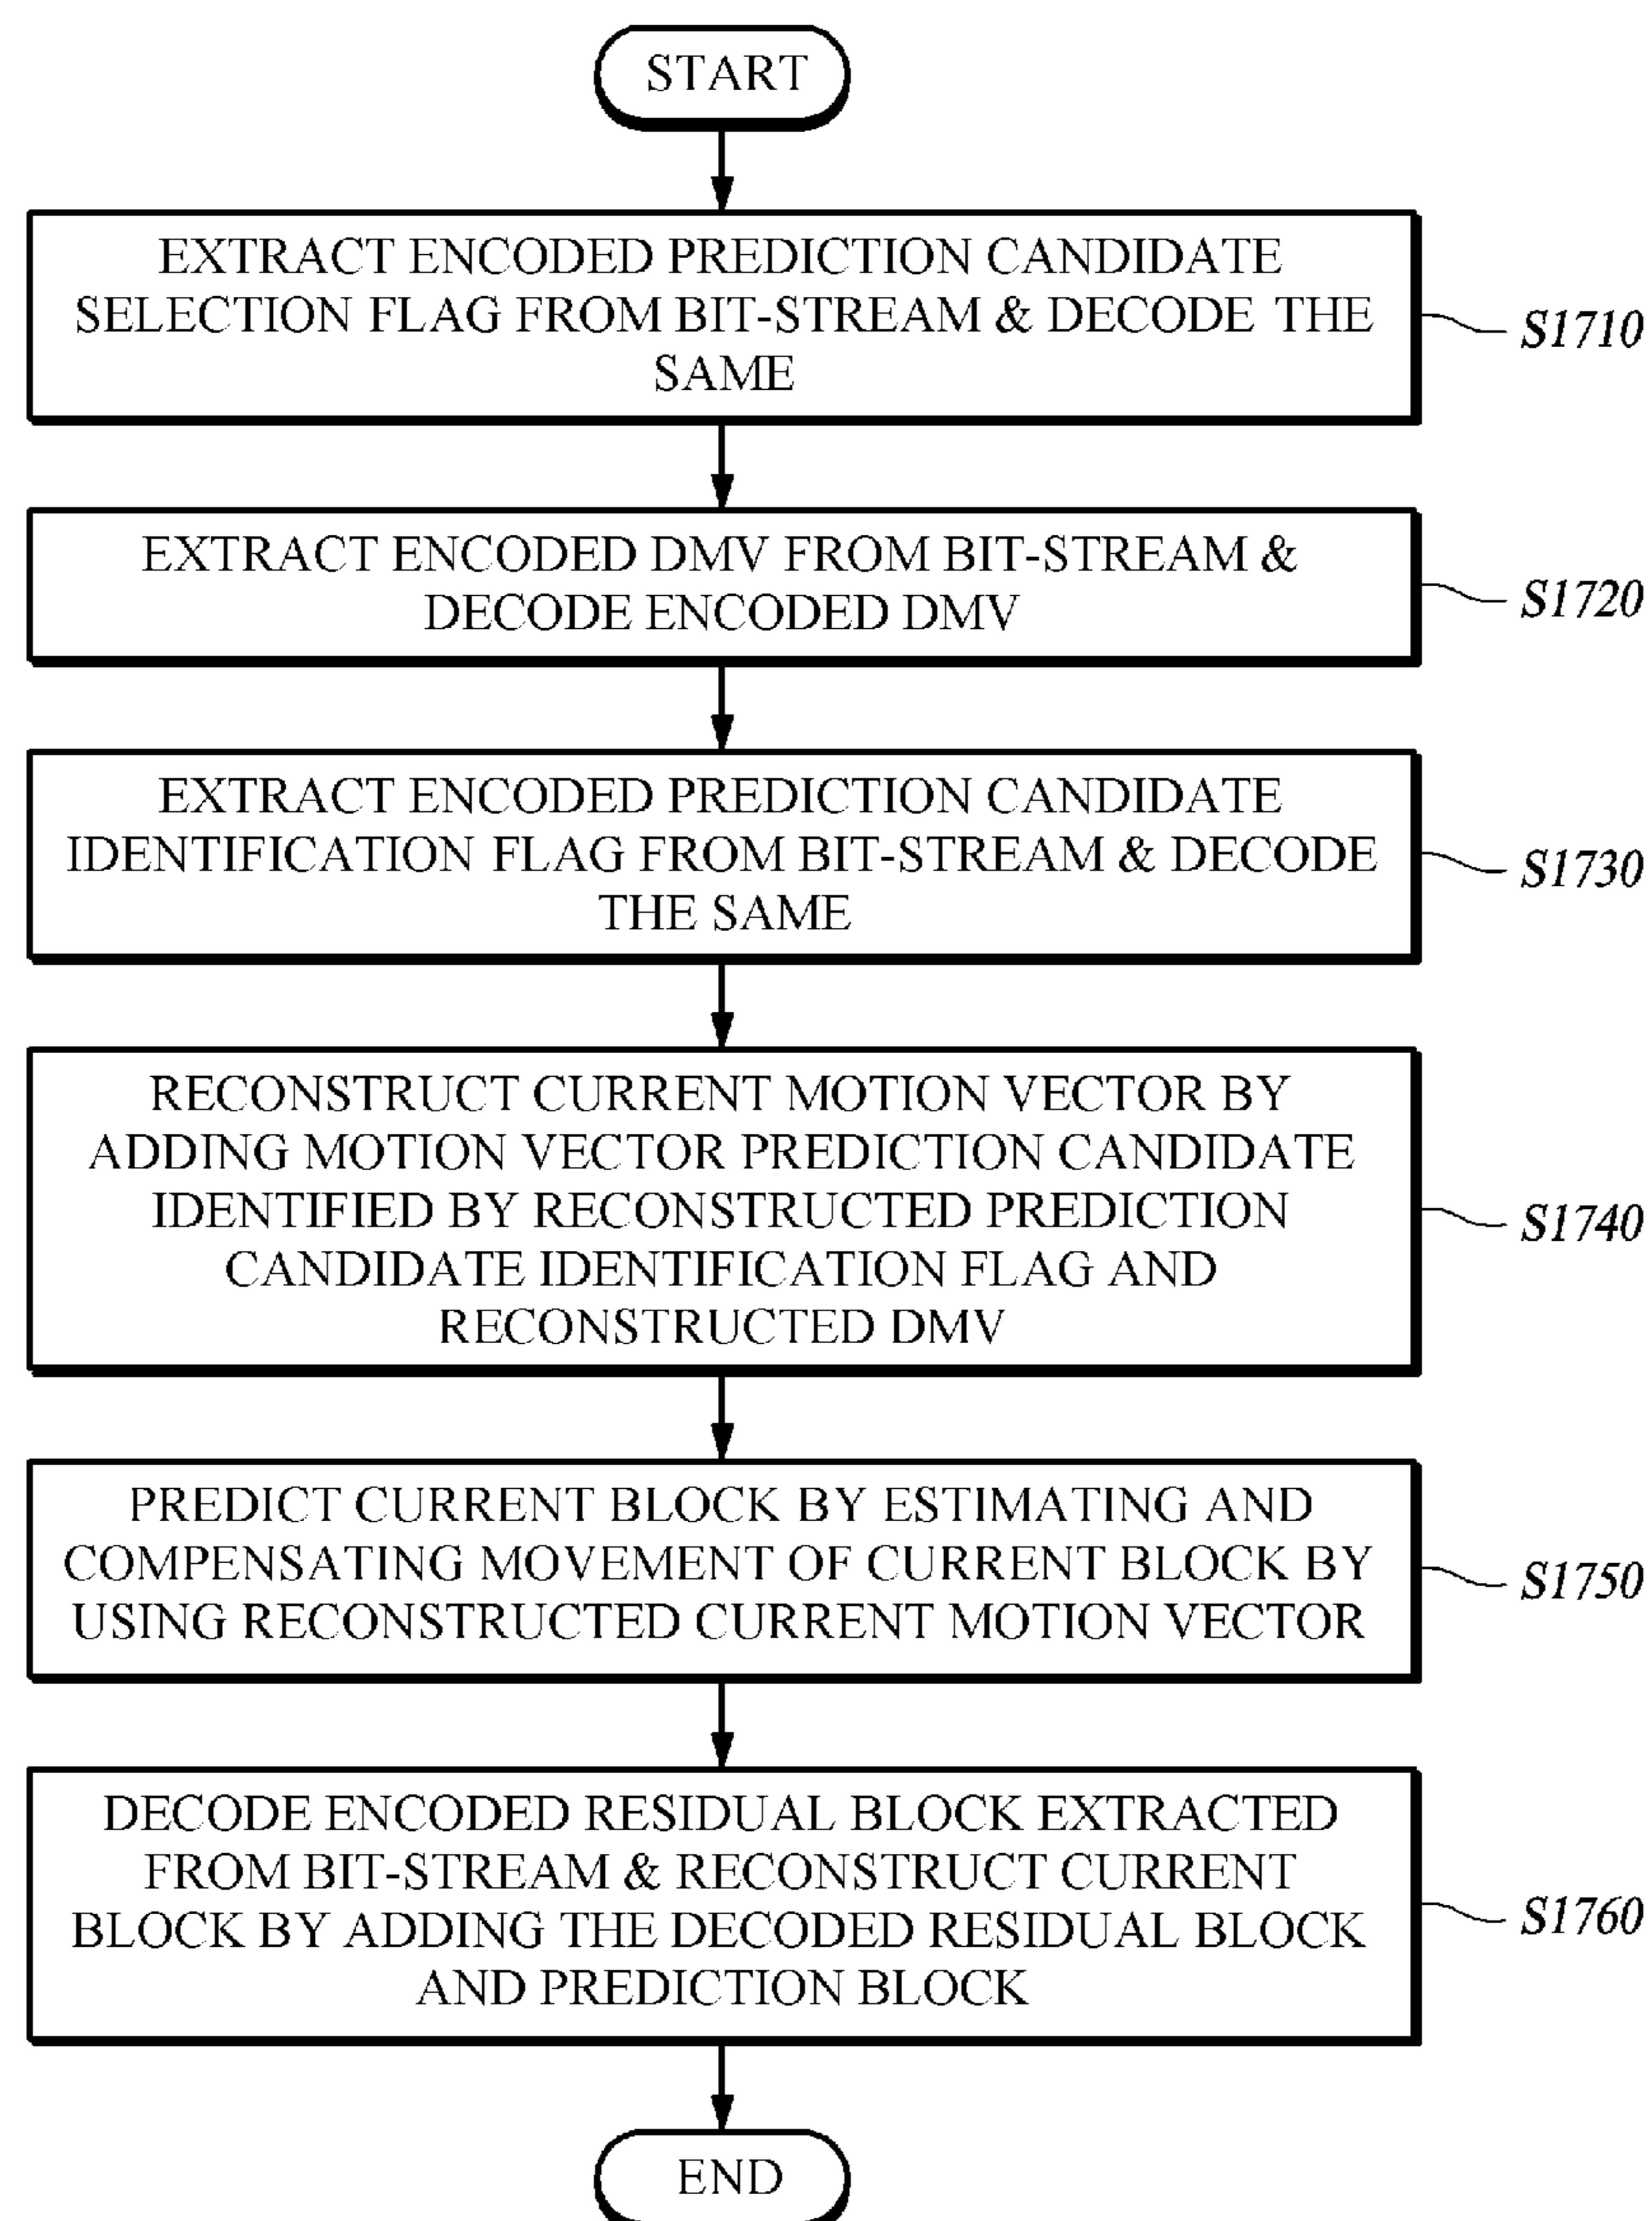 START
EXTRACT ENCODED PREDICTION CANDIDATE
SELECTION FLAG FROM BIT-STREAM & DECODE THE
SAME
S1710
EXTRACT ENCODED DMV FROM BIT-STREAM &
DECODE ENCODED DMV
S1720
EXTRACT ENCODED PREDICTION CANDIDATE
IDENTIFICATION FLAG FROM BIT-STREAM & DECODE
THE SAME
S1730
RECONSTRUCT CURRENT MOTION VECTOR BY
ADDING MOTION VECTOR PREDICTION CANDIDATE
IDENTIFIED BY RECONSTRUCTED PREDICTION
CANDIDATE IDENTIFICATION FLAG AND
RECONSTRUCTED DMV
S1740
PREDICT CURRENT BLOCK BY ESTIMATING AND
COMPENSATING MOVEMENT OF CURRENT BLOCK BY
USING RECONSTRUCTED CURRENT MOTION VECTOR
S1750
DECODE ENCODED RESIDUAL BLOCK EXTRACTED
FROM BIT-STREAM & RECONSTRUCT CURRENT
BLOCK BY ADDING THE DECODED RESIDUAL BLOCK
AND PREDICTION BLOCK
S1760
END